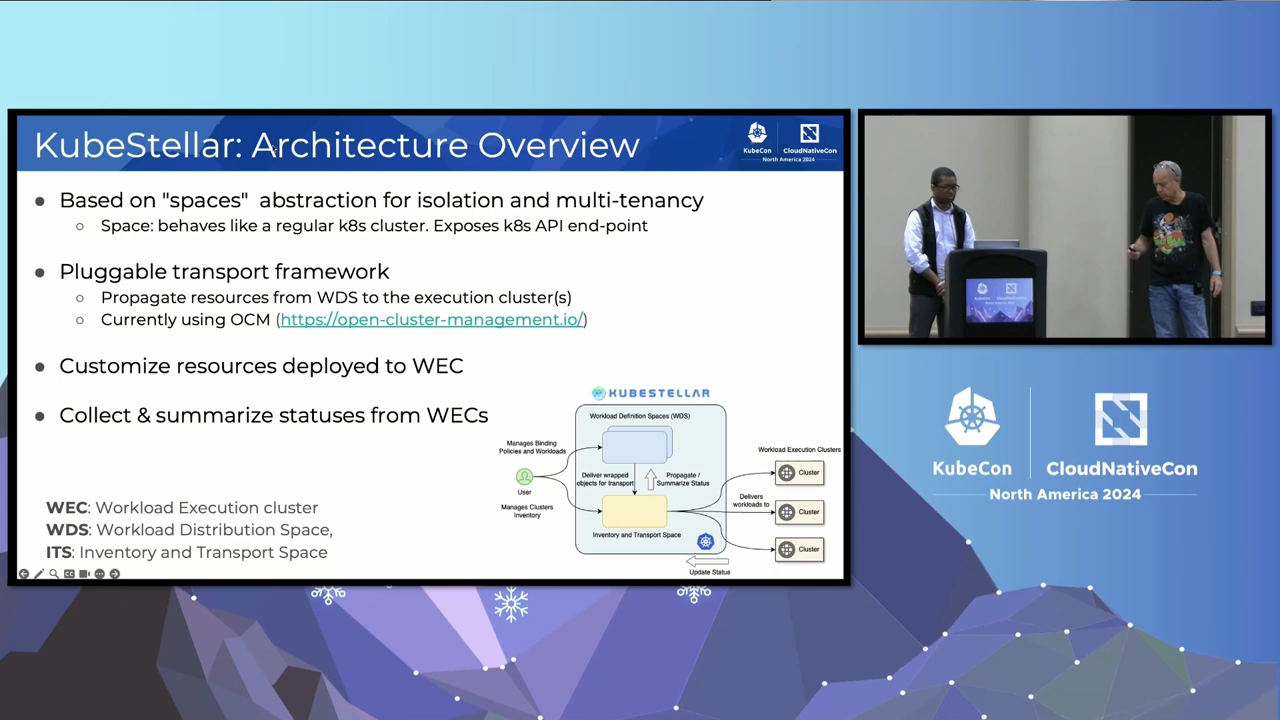 KubeStellar: Architecture Overview
KubeCon
CloudNativeCon
North America 2024
● Based on "spaces" abstraction for isolation and multi-tenancy
○ Space: behaves like a regular k8s cluster. Exposes k8s API end-point
● Pluggable transport framework
○ Propagate resources from WDS to the execution cluster(s)
○ Currently using OCM (https://open-cluster-management.io/)
● Customize resources deployed to WEC
● Collect & summarize statuses from WECs
WEC: Workload Execution cluster
WDS: Workload Distribution Space,
ITS: Inventory and Transport Space
KUBESTELLAR
Workload Definition Spaces (WDS)
Manages Binding
Policies and Workloads
User
Manages Clusters
Inventory
Deliver wrapped
objects for transport
Propagate /
Summarize Status
Inventory and Transport Space
Workload Execution Clusters
Delivers
workloads to
Cluster
Cluster
Cluster
Update Status
KubeCon
CloudNativeCon
North America 2024